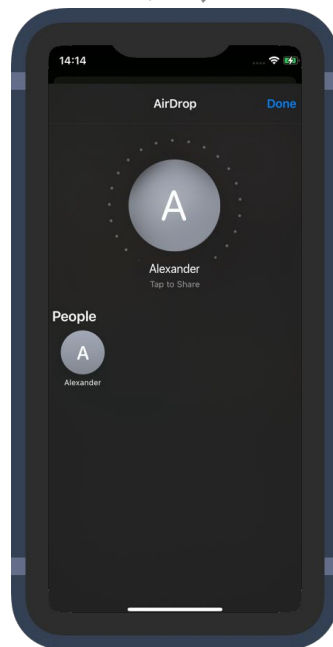 14:14
AirDrop
Done
A
Alexander
Tap to Share
People
A
Alexander